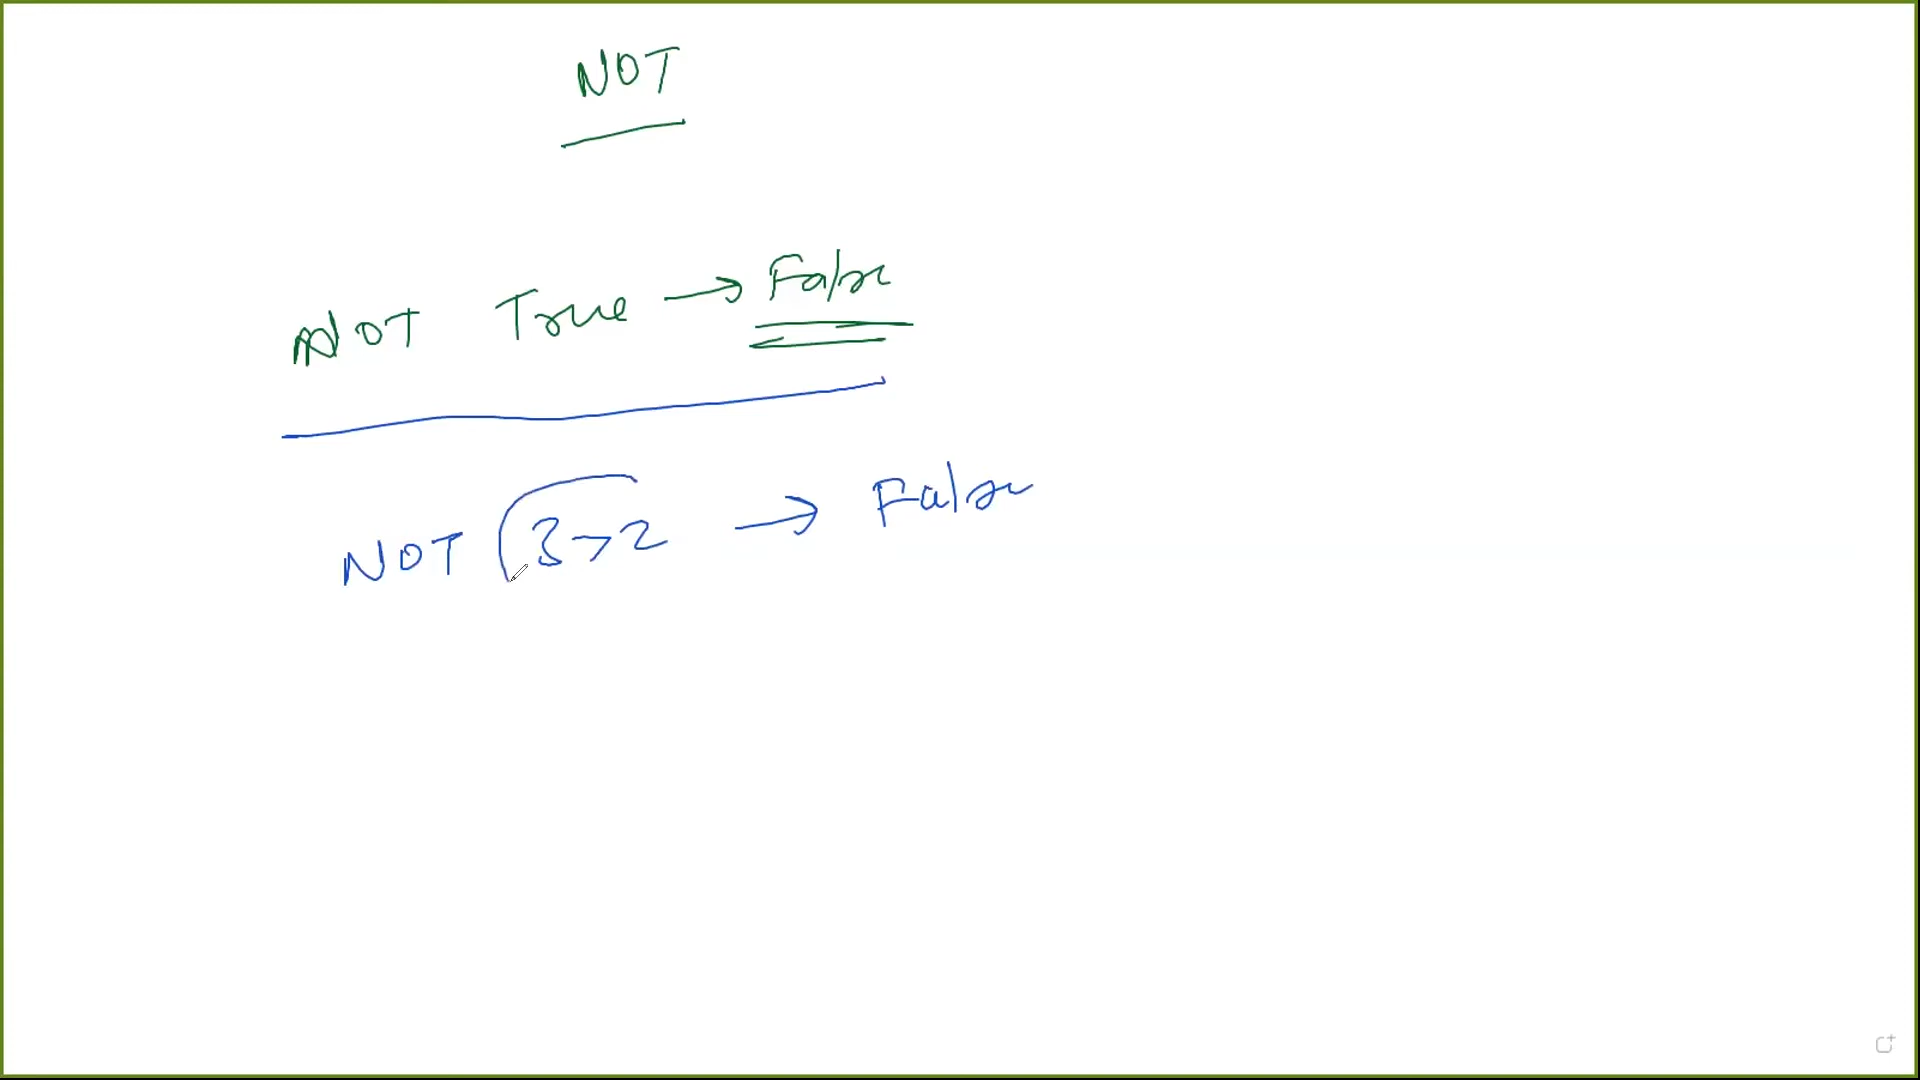 NOT
NOT True → False
NOT (3>2 → False